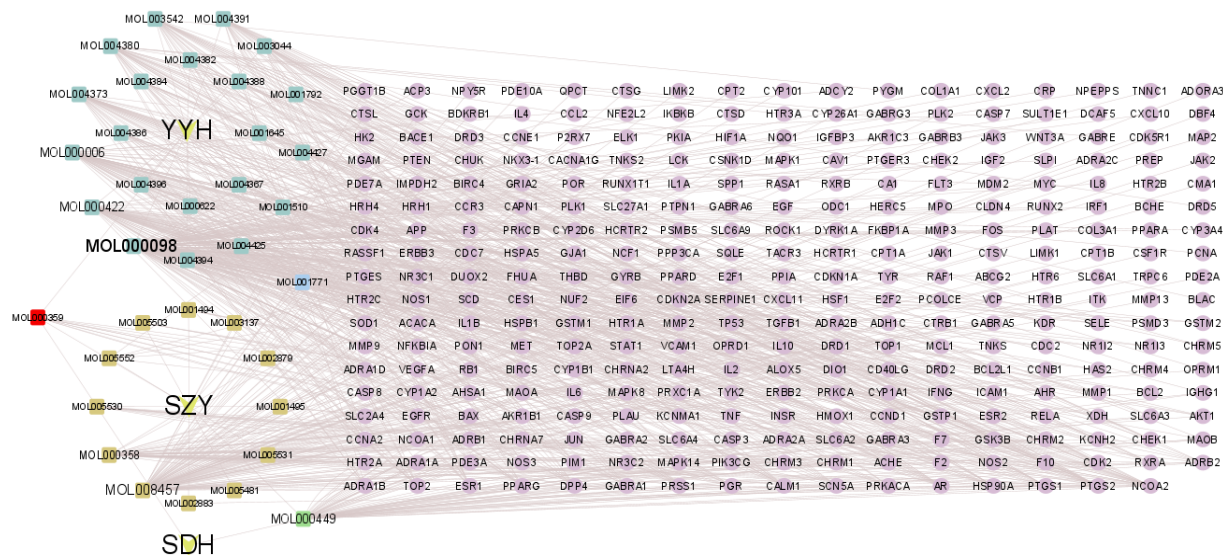 MOL003542 MOL004391
MOL004380 MOL003044
MOL004382
MOL004384 MOL004388
MOL004373 MOL001792
YYH
MOL004386 MOL001645
MOL000006 MOL004427
MOL004396 MOL004367
MOL000422 MOL000622 MOL001510
MOL000098 MOL004425
MOL004394
MOL001771
MOL001494
MOL000359 MOL005503 MOL003137
MOL005552 MOL002879
SZY
MOL005530 MOL001495
MOL000358 MOL005531
MOL008457 MOL005481
MOL002883
MOL000449
SDH
PGGT1B ACP3 NPY5R PDE10A QPCT CTSG LIMK2 CPT2 CYP101 ADCY2 PYGM COL1A1 CXCL2 CRP NPEPPS TNNC1 ADORA3
CTSL GCK BDKRB1 IL4 CCL2 NFE2L2 IKBKB CTSD HTR3A CYP26A1 GABRG3 PLK2 CASP7 SULT1E1 DCAF5 CXCL10 DBF4
HK2 BACE1 DRD3 CCNE1 P2RX7 ELK1 PKIA HIF1A NQO1 IGFBP3 AKR1C3 GABRB3 JAK3 WNT3A GABRE CDK5R1 MAP2
MGAM PTEN CHUK NKX3-1 CACNA1G TNKS2 LCK CSNK1D MAPK1 CAV1 PTGER3 CHEK2 IGF2 SLPI ADRA2C PREP JAK2
PDE7A IMPDH2 BIRC4 GRIA2 POR RUNX1T1 IL1A SPP1 RASA1 RXRB CA1 FLT3 MDM2 MYC IL8 HTR2B CMA1
HRH4 HRH1 CCR3 CAPN1 PLK1 SLC27A1 PTPN1 GABRA6 EGF ODC1 HERC5 MPO CLDN4 RUNX2 IRF1 BCHE DRD5
CDK4 APP F3 PRKCB CYP2D6 HCRTR2 PSMB5 SLC6A9 ROCK1 DYRK1A FKBP1A MMP3 FOS PLAT COL3A1 PPARA CYP3A4
RASSF1 ERBB3 CDC7 HSPA5 GJA1 NCF1 PPP3CA SQLE TACR3 HCRTR1 CPT1A JAK1 CTSV LIMK1 CPT1B CSF1R PCNA
PTGES NR3C1 DUOX2 FHUA THBD GYRB PPARD E2F1 PPIA CDKN1A TYR RAF1 ABCG2 HTR6 SLC6A1 TRPC6 PDE2A
HTR2C NOS1 SCD CES1 NUF2 EIF6 CDKN2A SERPINE1 CXCL11 HSF1 E2F2 PCOLCE VCP HTR1B ITK MMP13 BLAC
SOD1 ACACA IL1B HSPB1 GSTM1 HTR1A MMP2 TP53 TGFB1 ADRA2B ADH1C CTRB1 GABRA5 KDR SELE PSMD3 GSTM2
MMP9 NFKBIA PON1 MET TOP2A STAT1 VCAM1 OPRD1 IL10 DRD1 TOP1 MCL1 TNKS CDC2 NR1I2 NR1I3 CHRM5
ADRA1D VEGFA RB1 BIRC5 CYP1B1 CHRNA2 LTA4H IL2 ALOX5 DIO1 CD40LG DRD2 BCL2L1 CCNB1 HAS2 CHRM4 OPRM1
CASP8 CYP1A2 AHSA1 MAOA IL6 MAPK8 PRXC1A TYK2 ERBB2 PRKCA CYP1A1 IFNG ICAM1 AHR MMP1 BCL2 IGHG1
SLC2A4 EGFR BAX AKR1B1 CASP9 PLAU KCNMA1 TNF INSR HMOX1 CCND1 GSTP1 ESR2 RELA XDH SLC6A3 AKT1
CCNA2 NCOA1 ADRB1 CHRNA7 JUN GABRA2 SLC6A4 CASP3 ADRA2A SLC6A2 GABRA3 F7 GSK3B CHRM2 KCNH2 CHEK1 MAOB
HTR2A ADRA1A PDE3A NOS3 PIM1 NR3C2 MAPK14 PIK3CG CHRM3 CHRM1 ACHE F2 NOS2 F10 CDK2 RXRA ADRB2
ADRA1B TOP2 ESR1 PPARG DPP4 GABRA1 PRSS1 PGR CALM1 SCN5A PRKACA AR HSP90A PTGS1 PTGS2 NCOA2